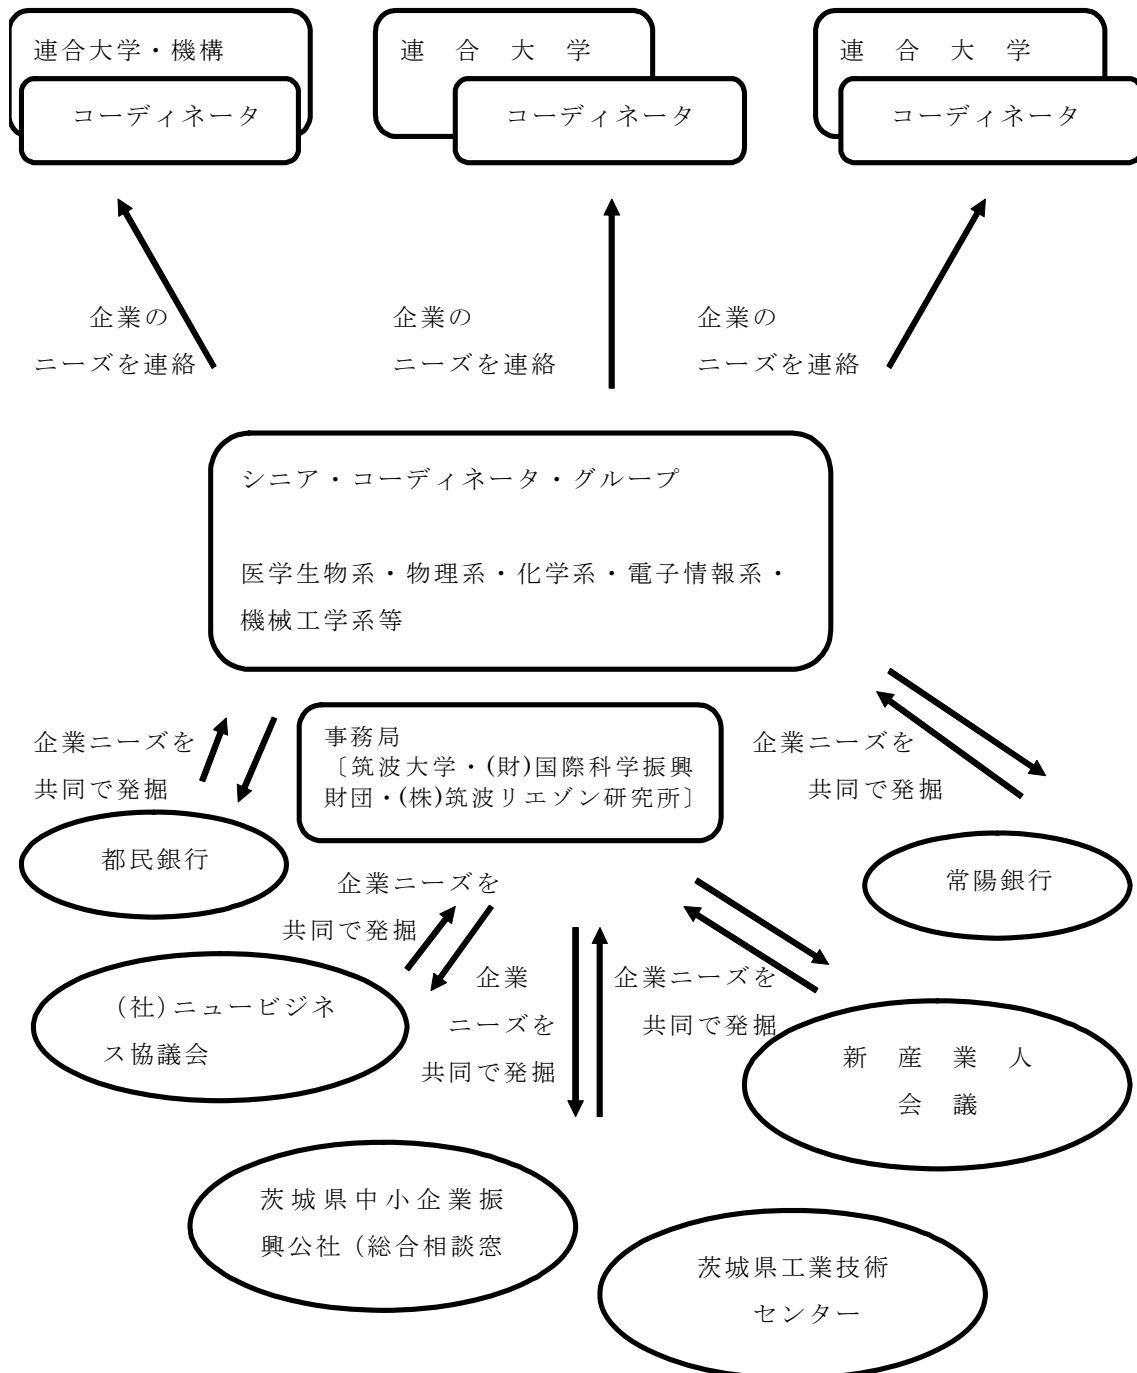 連合大学・機構
コーディネータ
連合大学
コーディネータ
連合大学
コーディネータ
企業の
ニーズを連絡
企業の
ニーズを連絡
企業の
ニーズを連絡
シニア・コーディネータ・グループ
医学生物系・物理系・化学系・電子情報系・
機械工学系等
事務局
〔筑波大学・(財)国際科学振興
財団・(株)筑波リエゾン研究所〕
企業ニーズを
共同で発掘
企業ニーズを
共同で発掘
都民銀行
常陽銀行
企業ニーズを
共同で発掘
企業
ニーズを
共同で発掘
企業ニーズを
共同で発掘
(社)ニュービジネ
ス協議会
新産業人
会議
茨城県中小企業振
興公社(総合相談窓
茨城県工業技術
センター